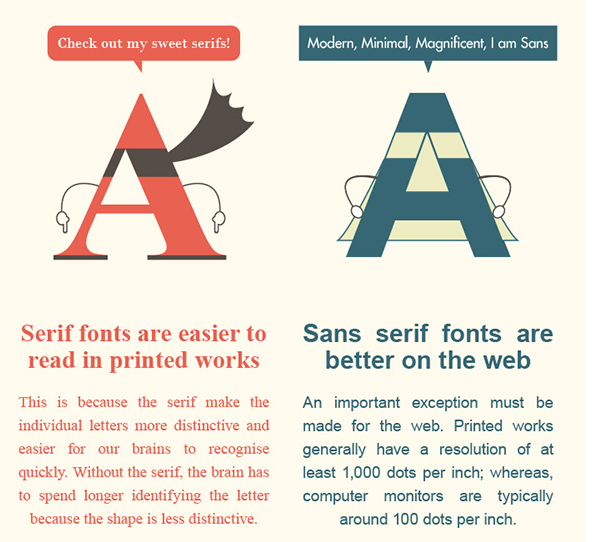 Check out my sweet serifs!
Modern, Minimal, Magnificent, I am Sans
A
A
Serif fonts are easier to
read in printed works
This is because the serif make the
individual letters more distinctive and
easier for our brains to recognise
quickly. Without the serif, the brain has
to spend longer identifying the letter
because the shape is less distinctive.
Sans serif fonts are
better on the web
An important exception must be
made for the web. Printed works
generally have a resolution of at
least 1,000 dots per inch; whereas,
computer monitors are typically
around 100 dots per inch.